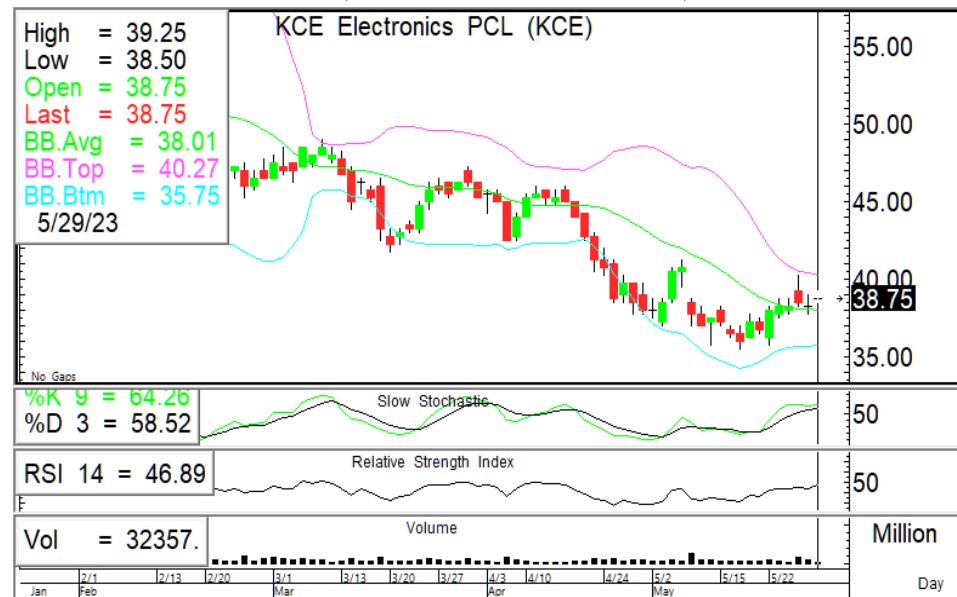 KCE Electronics PCL (KCE)
High = 39.25
Low = 38.50
Open = 38.75
Last = 38.75
BB.Avg = 38.01
BB.Top = 40.27
BB.Btm = 35.75
5/29/23
55.00
50.00
45.00
40.00
38.75
35.00
No Gaps
%K 9 = 64.26
%D 3 = 58.52
Slow Stochastic
50
RSI 14 = 46.89
Relative Strength Index
50
Vol = 32357.
Volume
Million
2/1 2/13 2/20 3/1 3/13 3/20 3/27 4/3 4/10 4/24 5/2 5/15 5/22
Jan Feb Mar Apr May Day